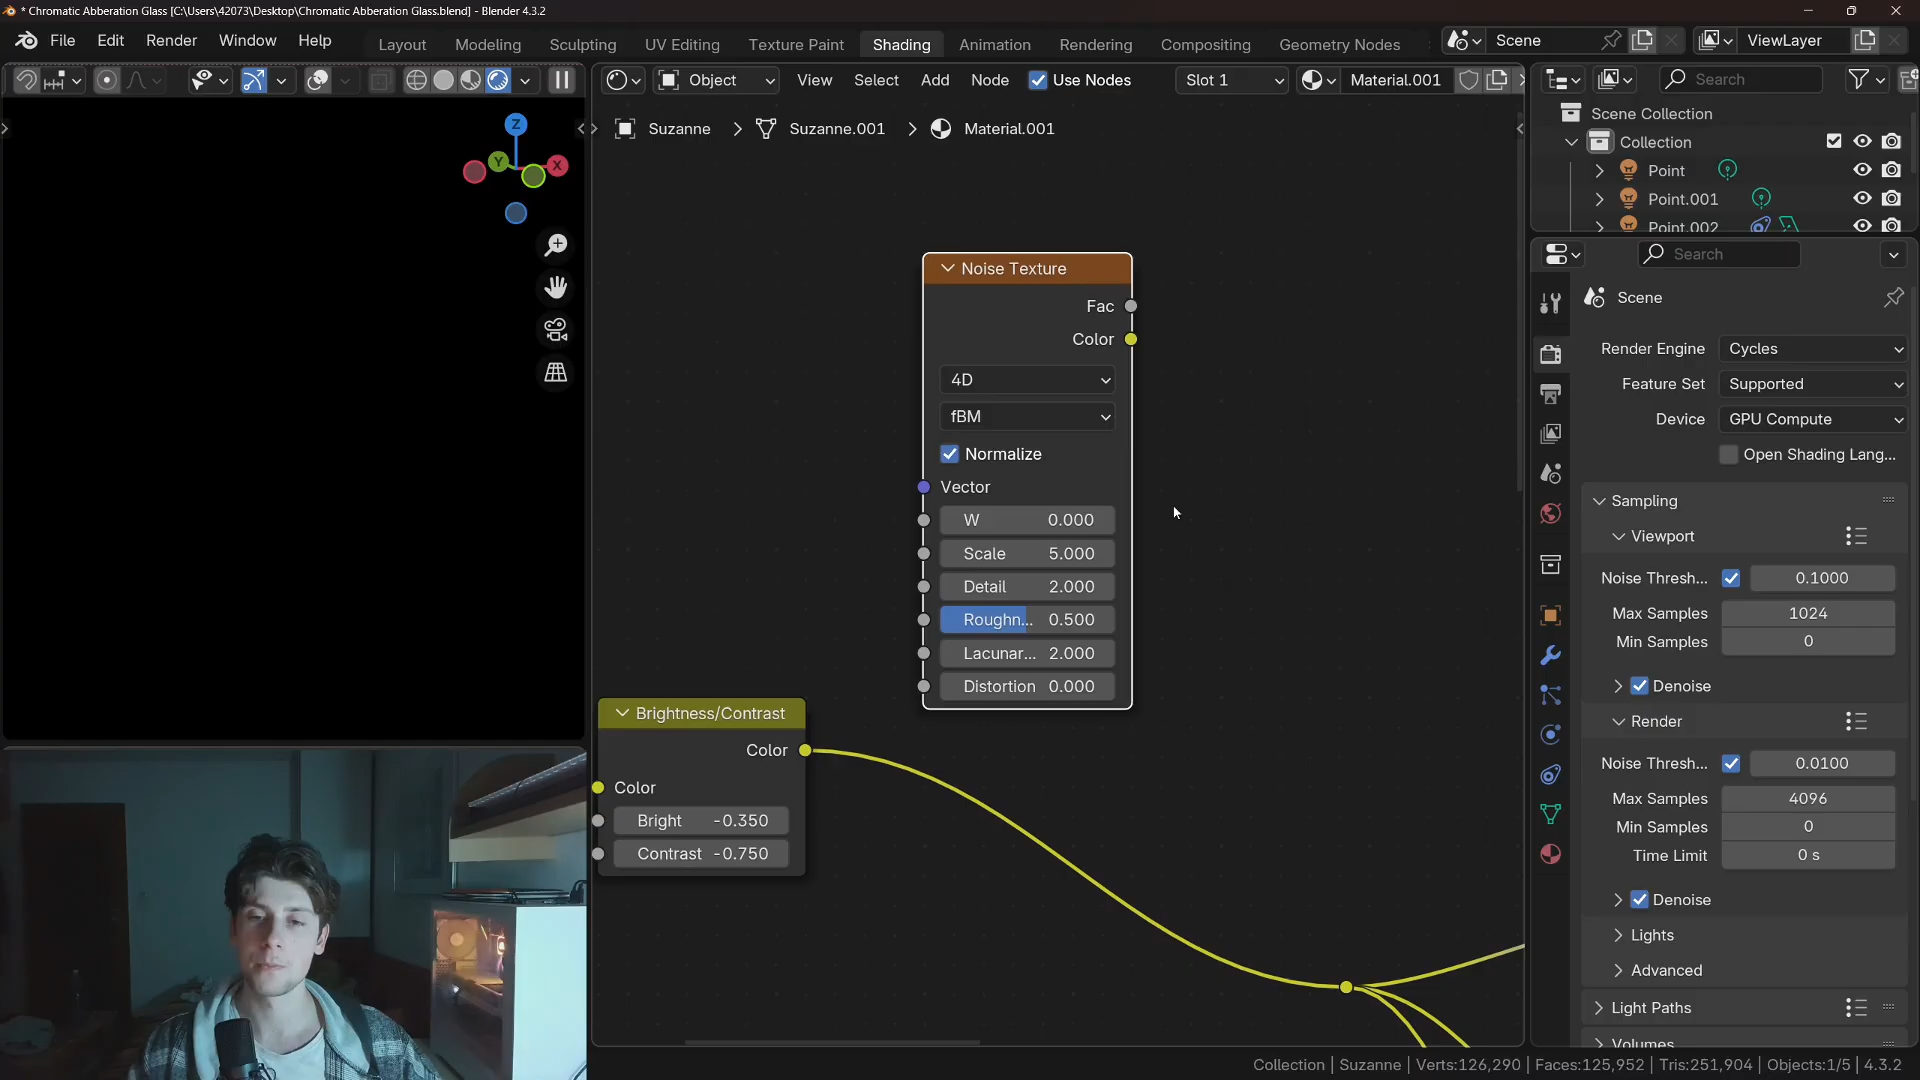 * Chromatic Abberation Glass [C:\Users\42073\Desktop\Chromatic Abberation Glass.blend] - Blender 4.3.2
File Edit Render Window Help Layout Modeling Sculpting UV Editing Texture Paint Shading Animation Rendering Compositing Geometry Nodes Scene ViewLayer
Object View Select Add Node Use Nodes Slot 1 Material.001 Search
Suzanne Suzanne.001 Material.001
Scene Collection
Collection
Point
Point.001
Point.002
Z
Y
X
Noise Texture
Fac
Color
4D
fBM
Normalize
Vector
W 0.000
Scale 5.000
Detail 2.000
Roughn... 0.500
Lacunar... 2.000
Distortion 0.000
Brightness/Contrast
Color
Color
Bright -0.350
Contrast -0.750
Search
Scene
Render Engine Cycles
Feature Set Supported
Device GPU Compute
Open Shading Lang...
Sampling
Viewport
Noise Thresh... 0.1000
Max Samples 1024
Min Samples 0
Denoise
Render
Noise Thresh... 0.0100
Max Samples 4096
Min Samples 0
Time Limit 0 s
Denoise
Lights
Advanced
Light Paths
Volumes
Collection | Suzanne | Verts:126,290 | Faces:125,952 | Tris:251,904 | Objects:1/5 | 4.3.2